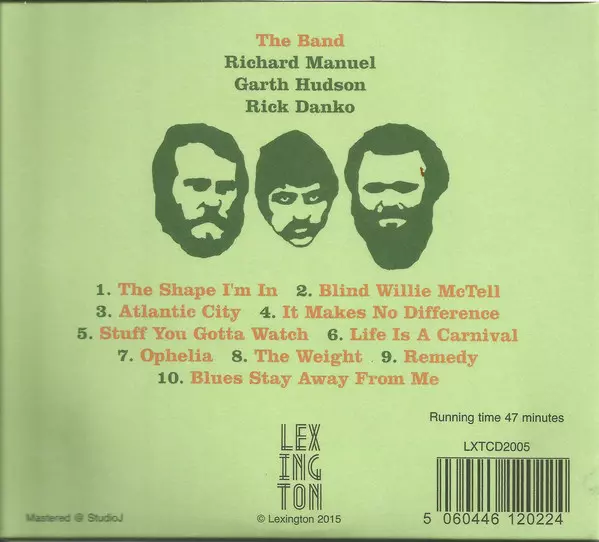 The Band
Richard Manuel
Garth Hudson
Rick Danko
1. The Shape I'm In 2. Blind Willie McTell
3. Atlantic City 4. It Makes No Difference
5. Stuff You Gotta Watch 6. Life Is A Carnival
7. Ophelia 8. The Weight 9. Remedy
10. Blues Stay Away From Me
Running time 47 minutes
LEX
ING
TON
LXTCD2005
Mastered @ StudioJ
© Lexington 2015
5 060446 120224